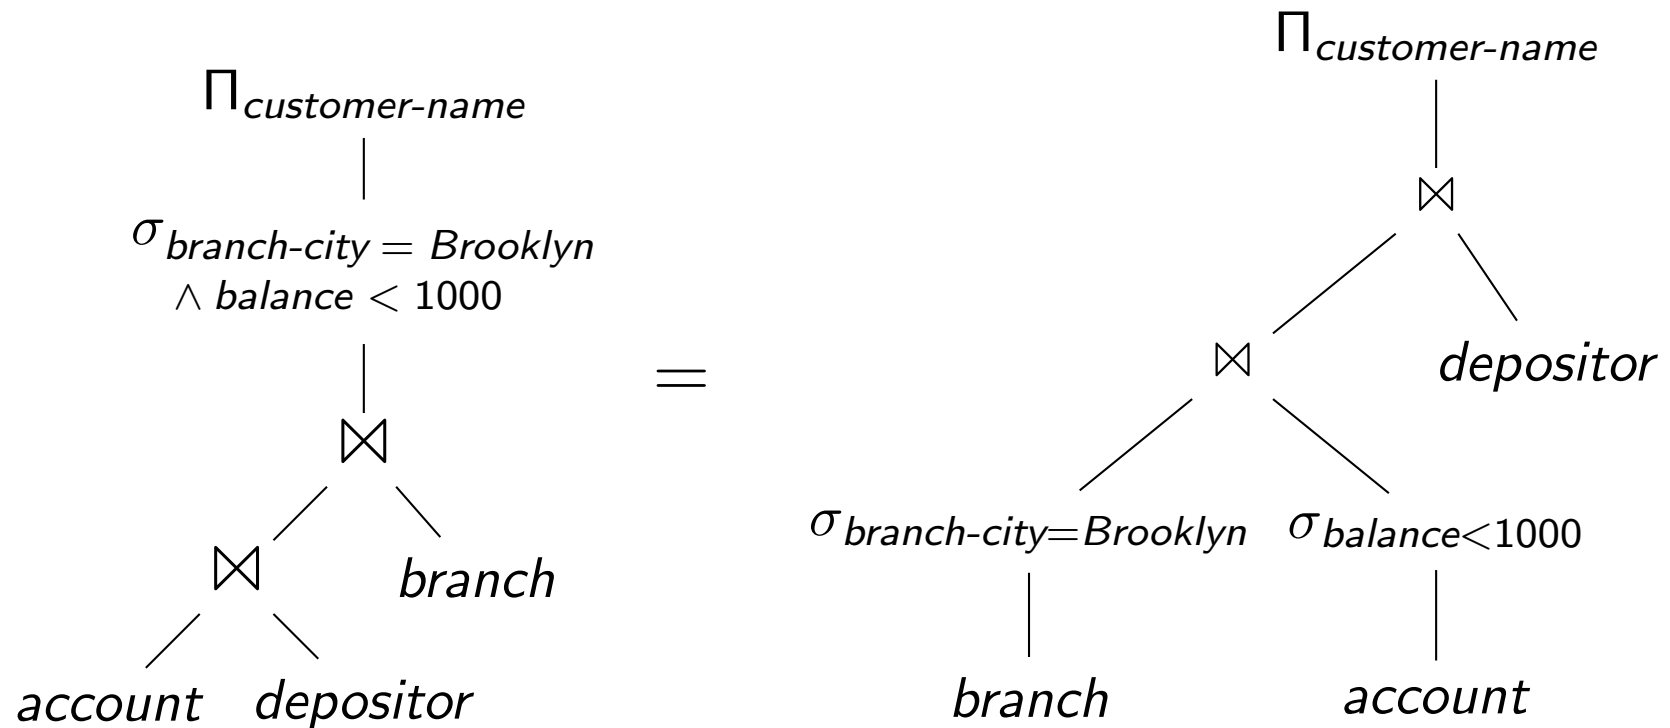 Π customer-name
σ branch-city = Brooklyn
∧ balance < 1000
⋈
⋈
branch
account
depositor
=
Π customer-name
⋈
⋈
depositor
σ branch-city=Brooklyn
σ balance<1000
branch
account